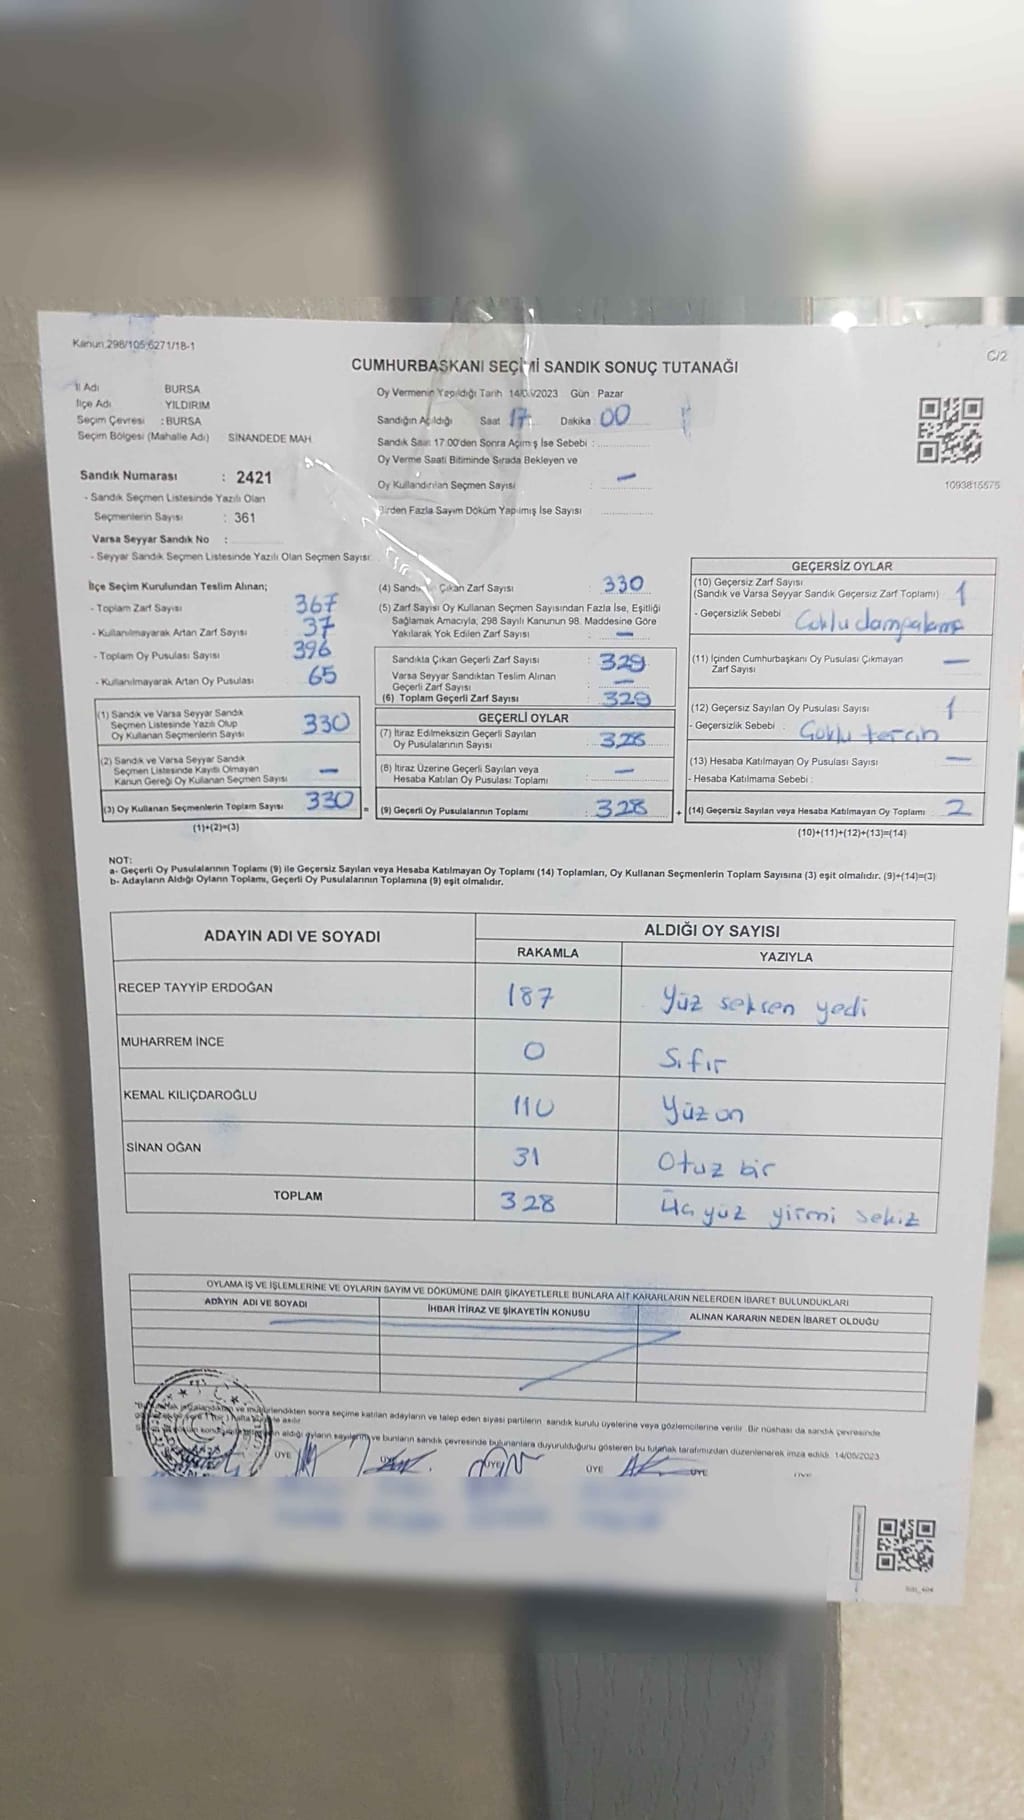 Kanun 298/105;6271/18-1
C/2
CUMHURBAŞKANI SEÇİMİ SANDIK SONUÇ TUTANAĞI
İl Adı BURSA
İlçe Adı YILDIRIM
Seçim Çevresi : BURSA
Seçim Bölgesi (Mahalle Adı) SİNANDEDE MAH.
Sandık Numarası : 2421
- Sandık Seçmen Listesinde Yazılı Olan
Seçmenlerin Sayısı : 361
Varsa Seyyar Sandık No :
- Seyyar Sandık Seçmen Listesinde Yazılı Olan Seçmen Sayısı:
Oy Vermenin Yapıldığı Tarih 14/05/2023 Gün : Pazar
Sandığın Açıldığı Saat 17 Dakika : 00
Sandık Saat 17:00'den Sonra Açımış İse Sebebi :
Oy Verme Saati Bitiminde Sırada Bekleyen ve
Oy Kullandırılan Seçmen Sayısı : —
Birden Fazla Sayım Döküm Yapılmış İse Sayısı
1093815575
İlçe Seçim Kurulundan Teslim Alınan;
- Toplam Zarf Sayısı 367
- Kullanılmayarak Artan Zarf Sayısı 37
- Toplam Oy Pusulası Sayısı 396
- Kullanılmayarak Artan Oy Pusulası 65
(1) Sandık ve Varsa Seyyar Sandık
Seçmen Listesinde Yazılı Olup
Oy Kullanan Seçmenlerin Sayısı 330
(2) Sandık ve Varsa Seyyar Sandık
Seçmen Listesinde Kayıtlı Olmayan
Kanun Gereği Oy Kullanan Seçmen Sayısı —
(3) Oy Kullanan Seçmenlerin Toplam Sayısı 330 =
(1)+(2)=(3)
(4) Sandıktan Çıkan Zarf Sayısı : 330
(5) Zarf Sayısı Oy Kullanan Seçmen Sayısından Fazla İse, Eşitliği
Sağlamak Amacıyla, 298 Sayılı Kanunun 98. Maddesine Göre
Yakılarak Yok Edilen Zarf Sayısı : —
Sandıkta Çıkan Geçerli Zarf Sayısı : 329
Varsa Seyyar Sandıktan Teslim Alınan
Geçerli Zarf Sayısı : —
(6) Toplam Geçerli Zarf Sayısı 329
GEÇERLİ OYLAR
(7) İtiraz Edilmeksizin Geçerli Sayılan
Oy Pusulalarının Sayısı : 328
(8) İtiraz Üzerine Geçerli Sayılan veya
Hesaba Katılan Oy Pusulası Toplamı : —
(9) Geçerli Oy Pusulalarının Toplamı : 328 +
GEÇERSİZ OYLAR
(10) Geçersiz Zarf Sayısı
(Sandık ve Varsa Seyyar Sandık Geçersiz Zarf Toplamı) : 1
- Geçersizlik Sebebi : Çoklu dampalama
(11) İçinden Cumhurbaşkanı Oy Pusulası Çıkmayan
Zarf Sayısı —
(12) Geçersiz Sayılan Oy Pusulası Sayısı 1
- Geçersizlik Sebebi : Çoklu tercih
(13) Hesaba Katılmayan Oy Pusulası Sayısı —
- Hesaba Katılmama Sebebi :
(14) Geçersiz Sayılan veya Hesaba Katılmayan Oy Toplamı : 2
(10)+(11)+(12)+(13)=(14)
NOT:
a- Geçerli Oy Pusulalarının Toplamı (9) ile Geçersiz Sayılan veya Hesaba Katılmayan Oy Toplamı (14) Toplamları, Oy Kullanan Seçmenlerin Toplam Sayısına (3) eşit olmalıdır. (9)+(14)=(3)
b- Adayların Aldığı Oyların Toplamı, Geçerli Oy Pusulalarının Toplamına (9) eşit olmalıdır.
ADAYIN ADI VE SOYADI ALDIĞI OY SAYISI
RAKAMLA YAZIYLA
RECEP TAYYİP ERDOĞAN 187 Yüz seksen yedi
MUHARREM İNCE 0 Sıfır
KEMAL KILIÇDAROĞLU 110 Yüz on
SİNAN OĞAN 31 Otuz bir
TOPLAM 328 Üç yüz yirmi sekiz
OYLAMA İŞ VE İŞLEMLERİNE VE OYLARIN SAYIM VE DÖKÜMÜNE DAİR ŞİKAYETLERLE BUNLARA AİT KARARLARIN NELERDEN İBARET BULUNDUKLARI
ADAYIN ADI VE SOYADI İHBAR İTİRAZ VE ŞİKAYETİN KONUSU ALINAN KARARIN NEDEN İBARET OLDUĞU
ve mühürlendikten sonra seçime katılan adayların ve talep eden siyasi partilerin sandık kurulu üyelerine veya gözlemcilerine verilir. Bir nüshası da sandık çevresinde
hafta asılır.
aldığı oyların sayılarını ve bunların sandık çevresinde bulunanlara duyurulduğunu gösteren bu tutanak tarafımızdan düzenlenerek imza edildi. 14/05/2023
ÜYE ÜYE ÜYE ÜYE ÜYE ÜYE